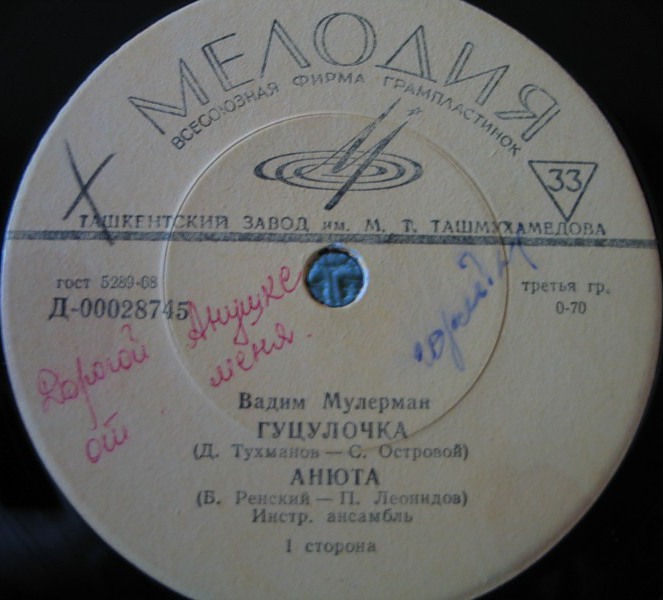 МЕЛОДИЯ
ВСЕСОЮЗНАЯ ФИРМА ГРАМПЛАСТИНОК
33
ТАШКЕНТСКИЙ ЗАВОД им. М. Т. ТАШМУХАМЕДОВА
гост 5289-68
Д-00028745
третья гр.
0-70
Дорогой Анушке
от меня.
Вадим Мулерман
ГУЦУЛОЧКА
(Д. Тухманов — С. Островой)
АНЮТА
(Б. Ренский — П. Леонидов)
Инстр. ансамбль
1 сторона